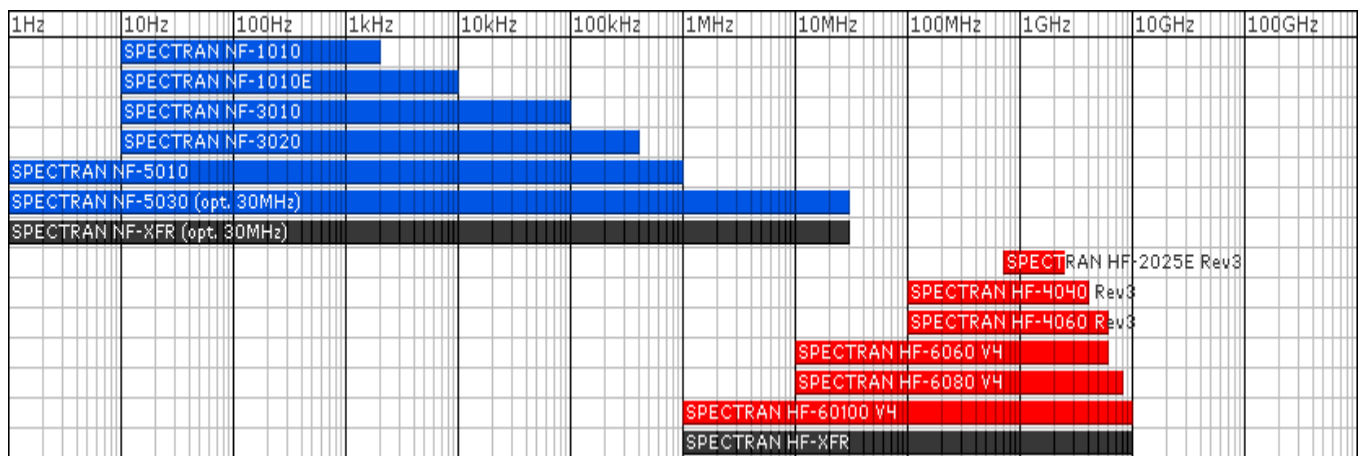 1Hz 10Hz 100Hz 1kHz 10kHz 100kHz 1MHz 10MHz 100MHz 1GHz 10GHz 100GHz
SPECTRAN NF-1010
SPECTRAN NF-1010E
SPECTRAN NF-3010
SPECTRAN NF-3020
SPECTRAN NF-5010
SPECTRAN NF-5030 (opt. 30MHz)
SPECTRAN NF-XFR (opt. 30MHz)
SPECTRAN HF-2025E Rev3
SPECTRAN HF-4040 Rev3
SPECTRAN HF-4060 Rev3
SPECTRAN HF-6060 V4
SPECTRAN HF-6080 V4
SPECTRAN HF-60100 V4
SPECTRAN HF-XFR